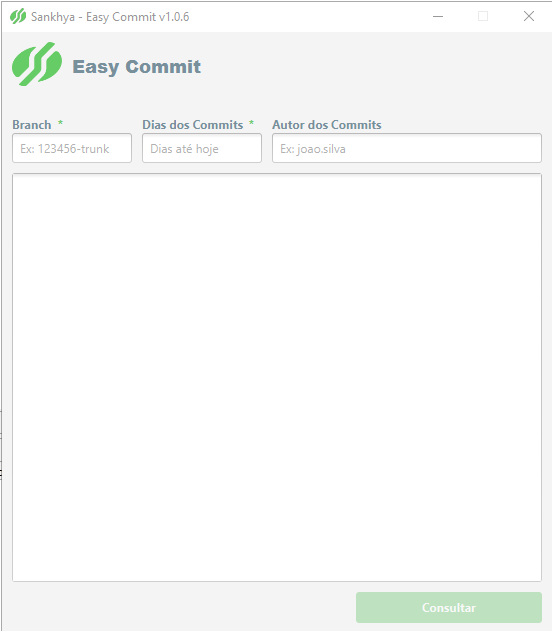 Sankhya - Easy Commit v1.0.6
Easy Commit
Branch * Dias dos Commits * Autor dos Commits
Ex: 123456-trunk Dias até hoje Ex: joao.silva
Consultar